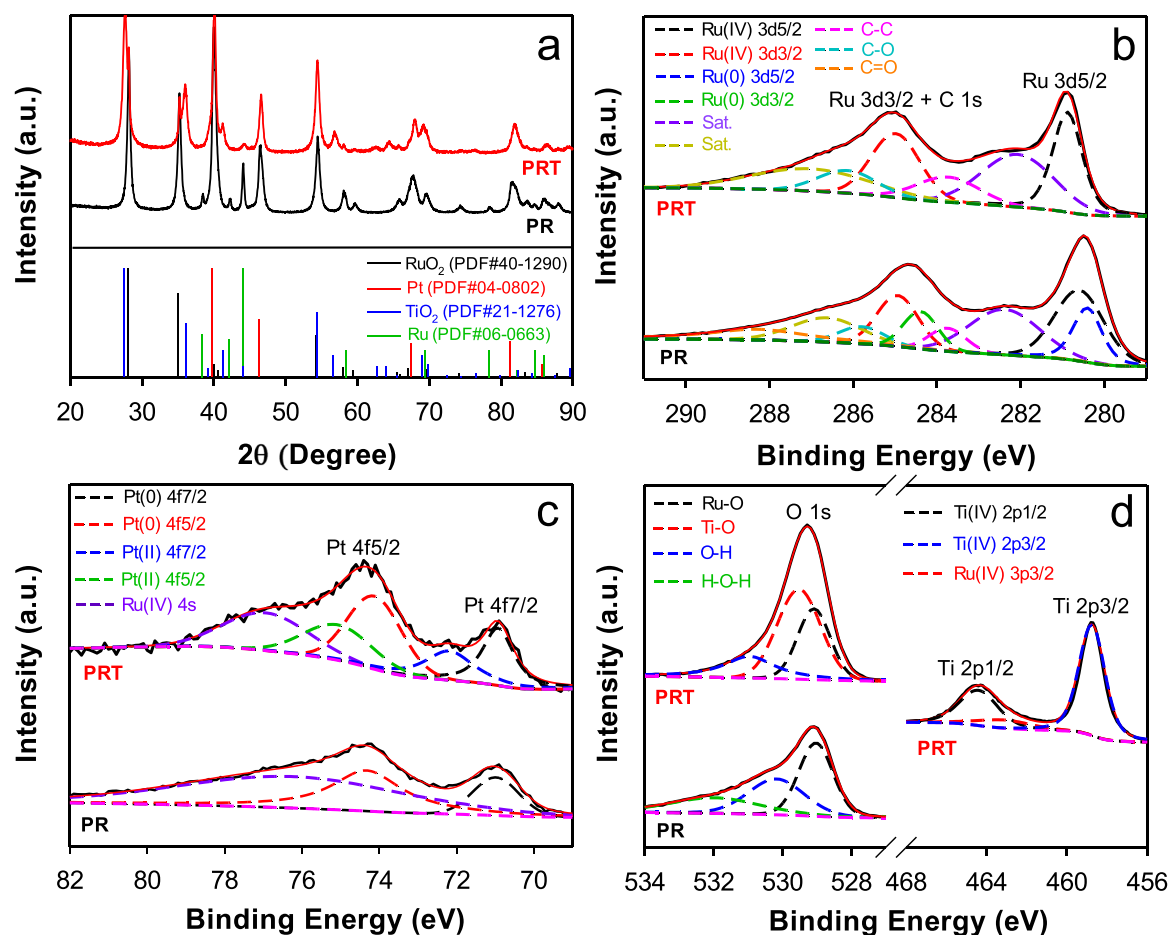 a
Intensity (a.u.)
PRT
PR
RuO2 (PDF#40-1290)
Pt (PDF#04-0802)
TiO2 (PDF#21-1276)
Ru (PDF#06-0663)
20 30 40 50 60 70 80 90
2θ (Degree)
b
Intensity (a.u.)
Ru(IV) 3d5/2
Ru(IV) 3d3/2
Ru(0) 3d5/2
Ru(0) 3d3/2
Sat.
Sat.
C-C
C-O
C=O
Ru 3d3/2 + C 1s
Ru 3d5/2
PRT
PR
290 288 286 284 282 280
Binding Energy (eV)
c
Intensity (a.u.)
Pt(0) 4f7/2
Pt(0) 4f5/2
Pt(II) 4f7/2
Pt(II) 4f5/2
Ru(IV) 4s
Pt 4f5/2
Pt 4f7/2
PRT
PR
82 80 78 76 74 72 70
Binding Energy (eV)
d
Intensity (a.u.)
Ru-O
Ti-O
O-H
H-O-H
O 1s
Ti(IV) 2p1/2
Ti(IV) 2p3/2
Ru(IV) 3p3/2
Ti 2p3/2
Ti 2p1/2
PRT
PRT
PR
534 532 530 528 468 464 460 456
Binding Energy (eV)